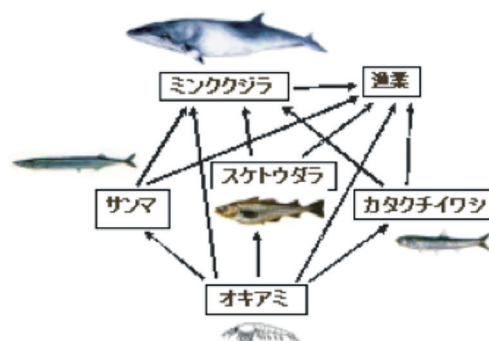 ミンククジラ
漁業
スケトウダラ
サンマ
カタクチイワシ
オキアミ